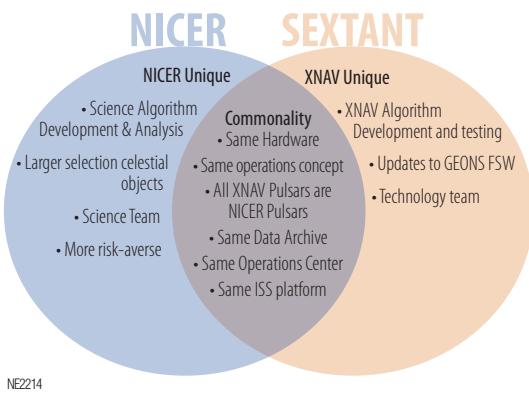 NICER SEXTANT
NICER Unique
• Science Algorithm
Development & Analysis
• Larger selection celestial
objects
• Science Team
• More risk-averse
Commonality
• Same Hardware
• Same operations concept
• All XNAV Pulsars are
NICER Pulsars
• Same Data Archive
• Same Operations Center
• Same ISS platform
XNAV Unique
• XNAV Algorithm
Development and testing
• Updates to GEONS FSW
• Technology team
NE2214